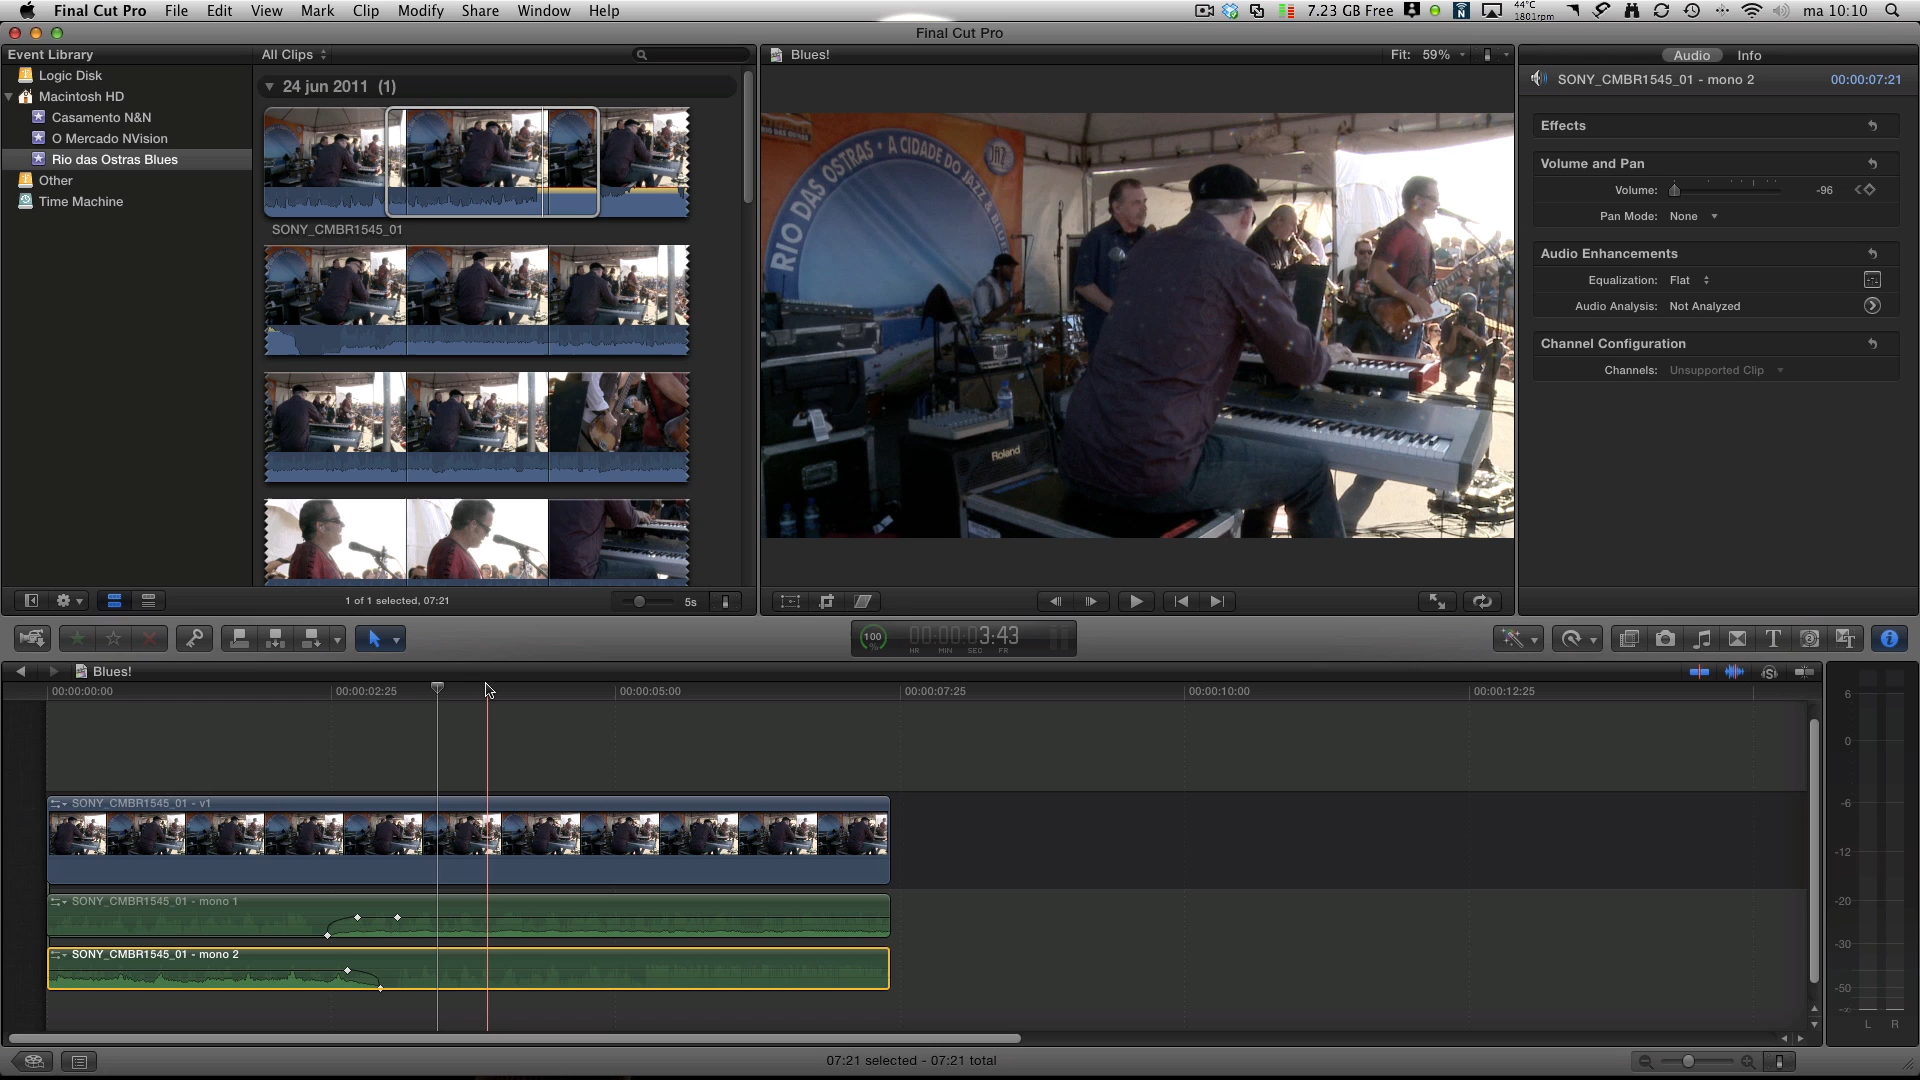 Final Cut Pro File Edit View Mark Clip Modify Share Window Help
7.23 GB Free 44°C 1801rpm ma 10:10
Final Cut Pro
Event Library
Logic Disk
Macintosh HD
Casamento N&N
O Mercado NVision
Rio das Ostras Blues
Other
Time Machine
All Clips
24 jun 2011 (1)
SONY_CMBR1545_01
1 of 1 selected, 07:21
5s
Blues!
Fit: 59%
RIO DAS OSTRAS • A CIDADE DO JAZZ & BLUES
JAZZ
Roland
Audio Info
SONY_CMBR1545_01 - mono 2 00:00:07:21
Effects
Volume and Pan
Volume: -96
Pan Mode: None
Audio Enhancements
Equalization: Flat
Audio Analysis: Not Analyzed
Channel Configuration
Channels: Unsupported Clip
100 %
00:00:03:43
HR MIN SEC FR
Blues!
00:00:00:00 00:00:02:25 00:00:05:00 00:00:07:25 00:00:10:00 00:00:12:25
SONY_CMBR1545_01 - v1
SONY_CMBR1545_01 - mono 1
SONY_CMBR1545_01 - mono 2
6
0
-6
-12
-20
-30
-50
-∞
L R
07:21 selected - 07:21 total